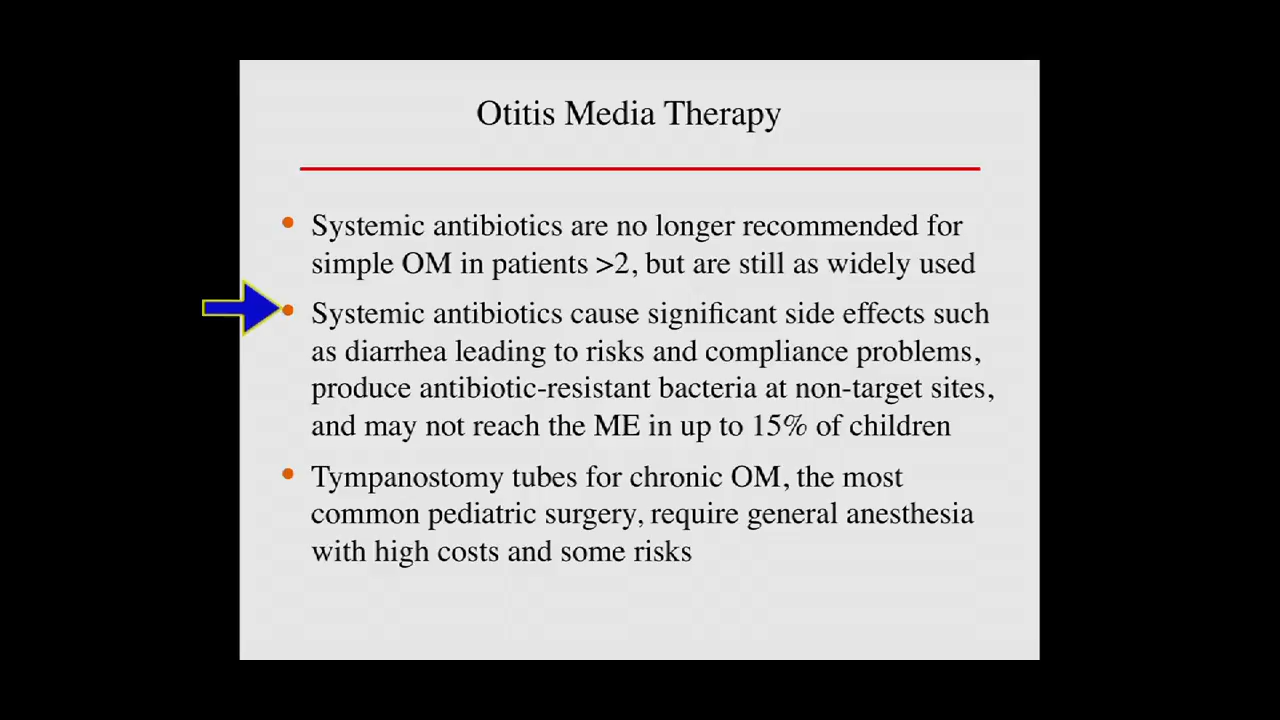 Otitis Media Therapy
• Systemic antibiotics are no longer recommended for
simple OM in patients >2, but are still as widely used
• Systemic antibiotics cause significant side effects such
as diarrhea leading to risks and compliance problems,
produce antibiotic-resistant bacteria at non-target sites,
and may not reach the ME in up to 15% of children
• Tympanostomy tubes for chronic OM, the most
common pediatric surgery, require general anesthesia
with high costs and some risks